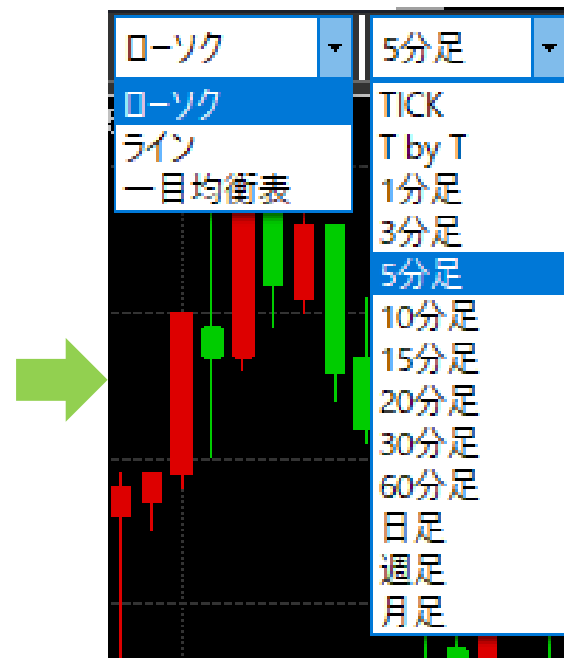 ローソク
5分足
ローソク
ライン
一目均衡表
TICK
T by T
1分足
3分足
5分足
10分足
15分足
20分足
30分足
60分足
日足
週足
月足